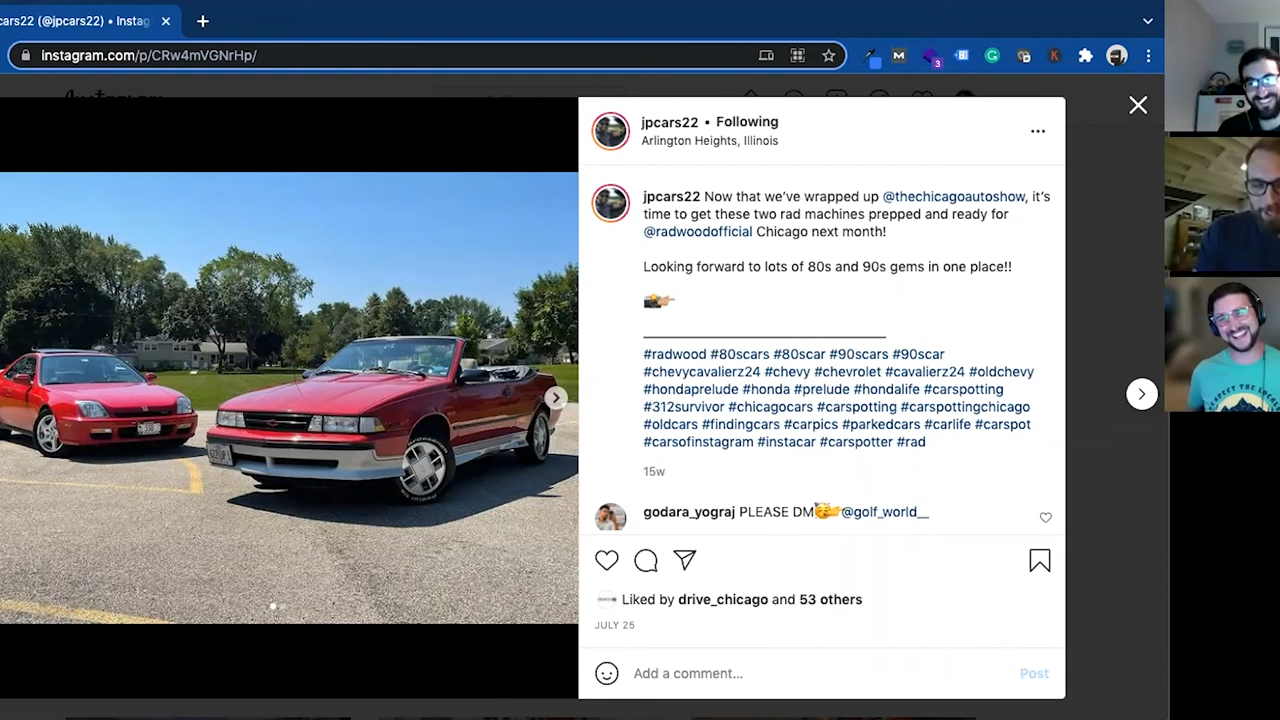 cars22 (@jpcars22) • Instag
instagram.com/p/CRw4mVGNrHp/
M
3
K
Instagram
jpcars22 • Following
Arlington Heights, Illinois
jpcars22 Now that we've wrapped up @thechicagoautoshow, it's
time to get these two rad machines prepped and ready for
@radwoodofficial Chicago next month!
Looking forward to lots of 80s and 90s gems in one place!!
#radwood #80scars #80scar #90scars #90scar
#chevycavalierz24 #chevy #chevrolet #cavalierz24 #oldchevy
#hondaprelude #honda #prelude #hondalife #carspotting
#312survivor #chicagocars #carspotting #carspottingchicago
#oldcars #findingcars #carpics #parkedcars #carlife #carspot
#carsofinstagram #instacar #carspotter #rad
15w
godara_yograj PLEASE DM @golf_world__
Liked by drive_chicago and 53 others
JULY 25
Add a comment...
Post